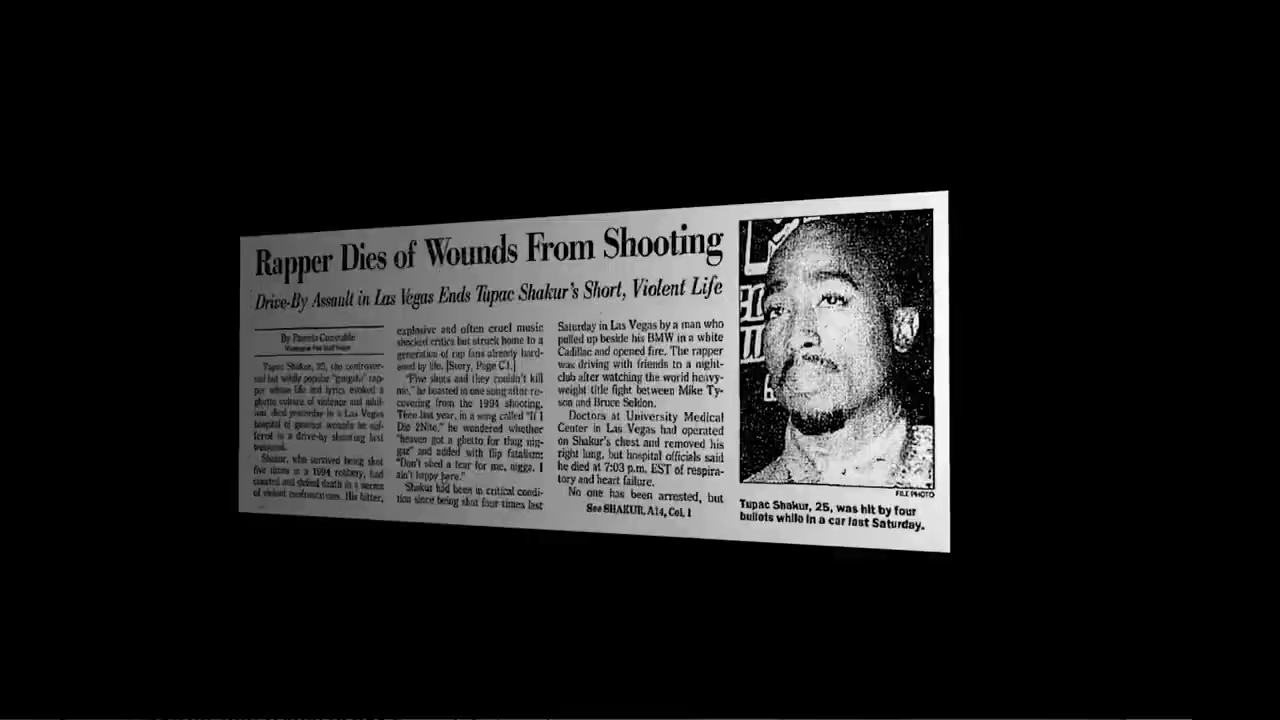 Rapper Dies of Wounds From Shooting
Drive-By Assault in Las Vegas Ends Tupac Shakur's Short, Violent Life
By Pamela Constable
Washington Post Staff Writer
Tupac Shakur, 25, the controver-
sial but wildly popular "gangsta" rap-
per whose life and lyrics evoked a
ghetto culture of violence and
died yesterday in a Las Vegas
hospital of gunshot wounds he suf-
fered in a drive-by shooting last
weekend.
Shakur, who survived being shot
five times in a 1994 robbery, had
courted and defied death in a series
of violent confrontations. His bitter,
explosive and often cruel music
shocked critics but struck home to a
generation of rap fans already hard-
ened by life. [Story, Page C1.]
"Five shots and they couldn't kill
me," he boasted in one song after re-
covering from the 1994 shooting.
Then last year, in a song called "If I
Die 2Nite," he wondered whether
"heaven got a ghetto for thug nig-
gaz" and added with flip fatalism:
"Don't shed a tear for me, nigga, I
ain't happy here."
Shakur had been in critical condi-
tion since being shot four times last
Saturday in Las Vegas by a man who
pulled up beside his BMW in a white
Cadillac and opened fire. The rapper
was driving with friends to a night-
club after watching the world heavy-
weight title fight between Mike Ty-
son and Bruce Seldon.
Doctors at University Medical
Center in Las Vegas had operated
on Shakur's chest and removed his
right lung, but hospital officials said
he died at 7:03 p.m. EST of respira-
tory and heart failure.
No one has been arrested, but
See SHAKUR, A14, Col. 1
FILE PHOTO
Tupac Shakur, 25, was hit by four
bullets while in a car last Saturday.